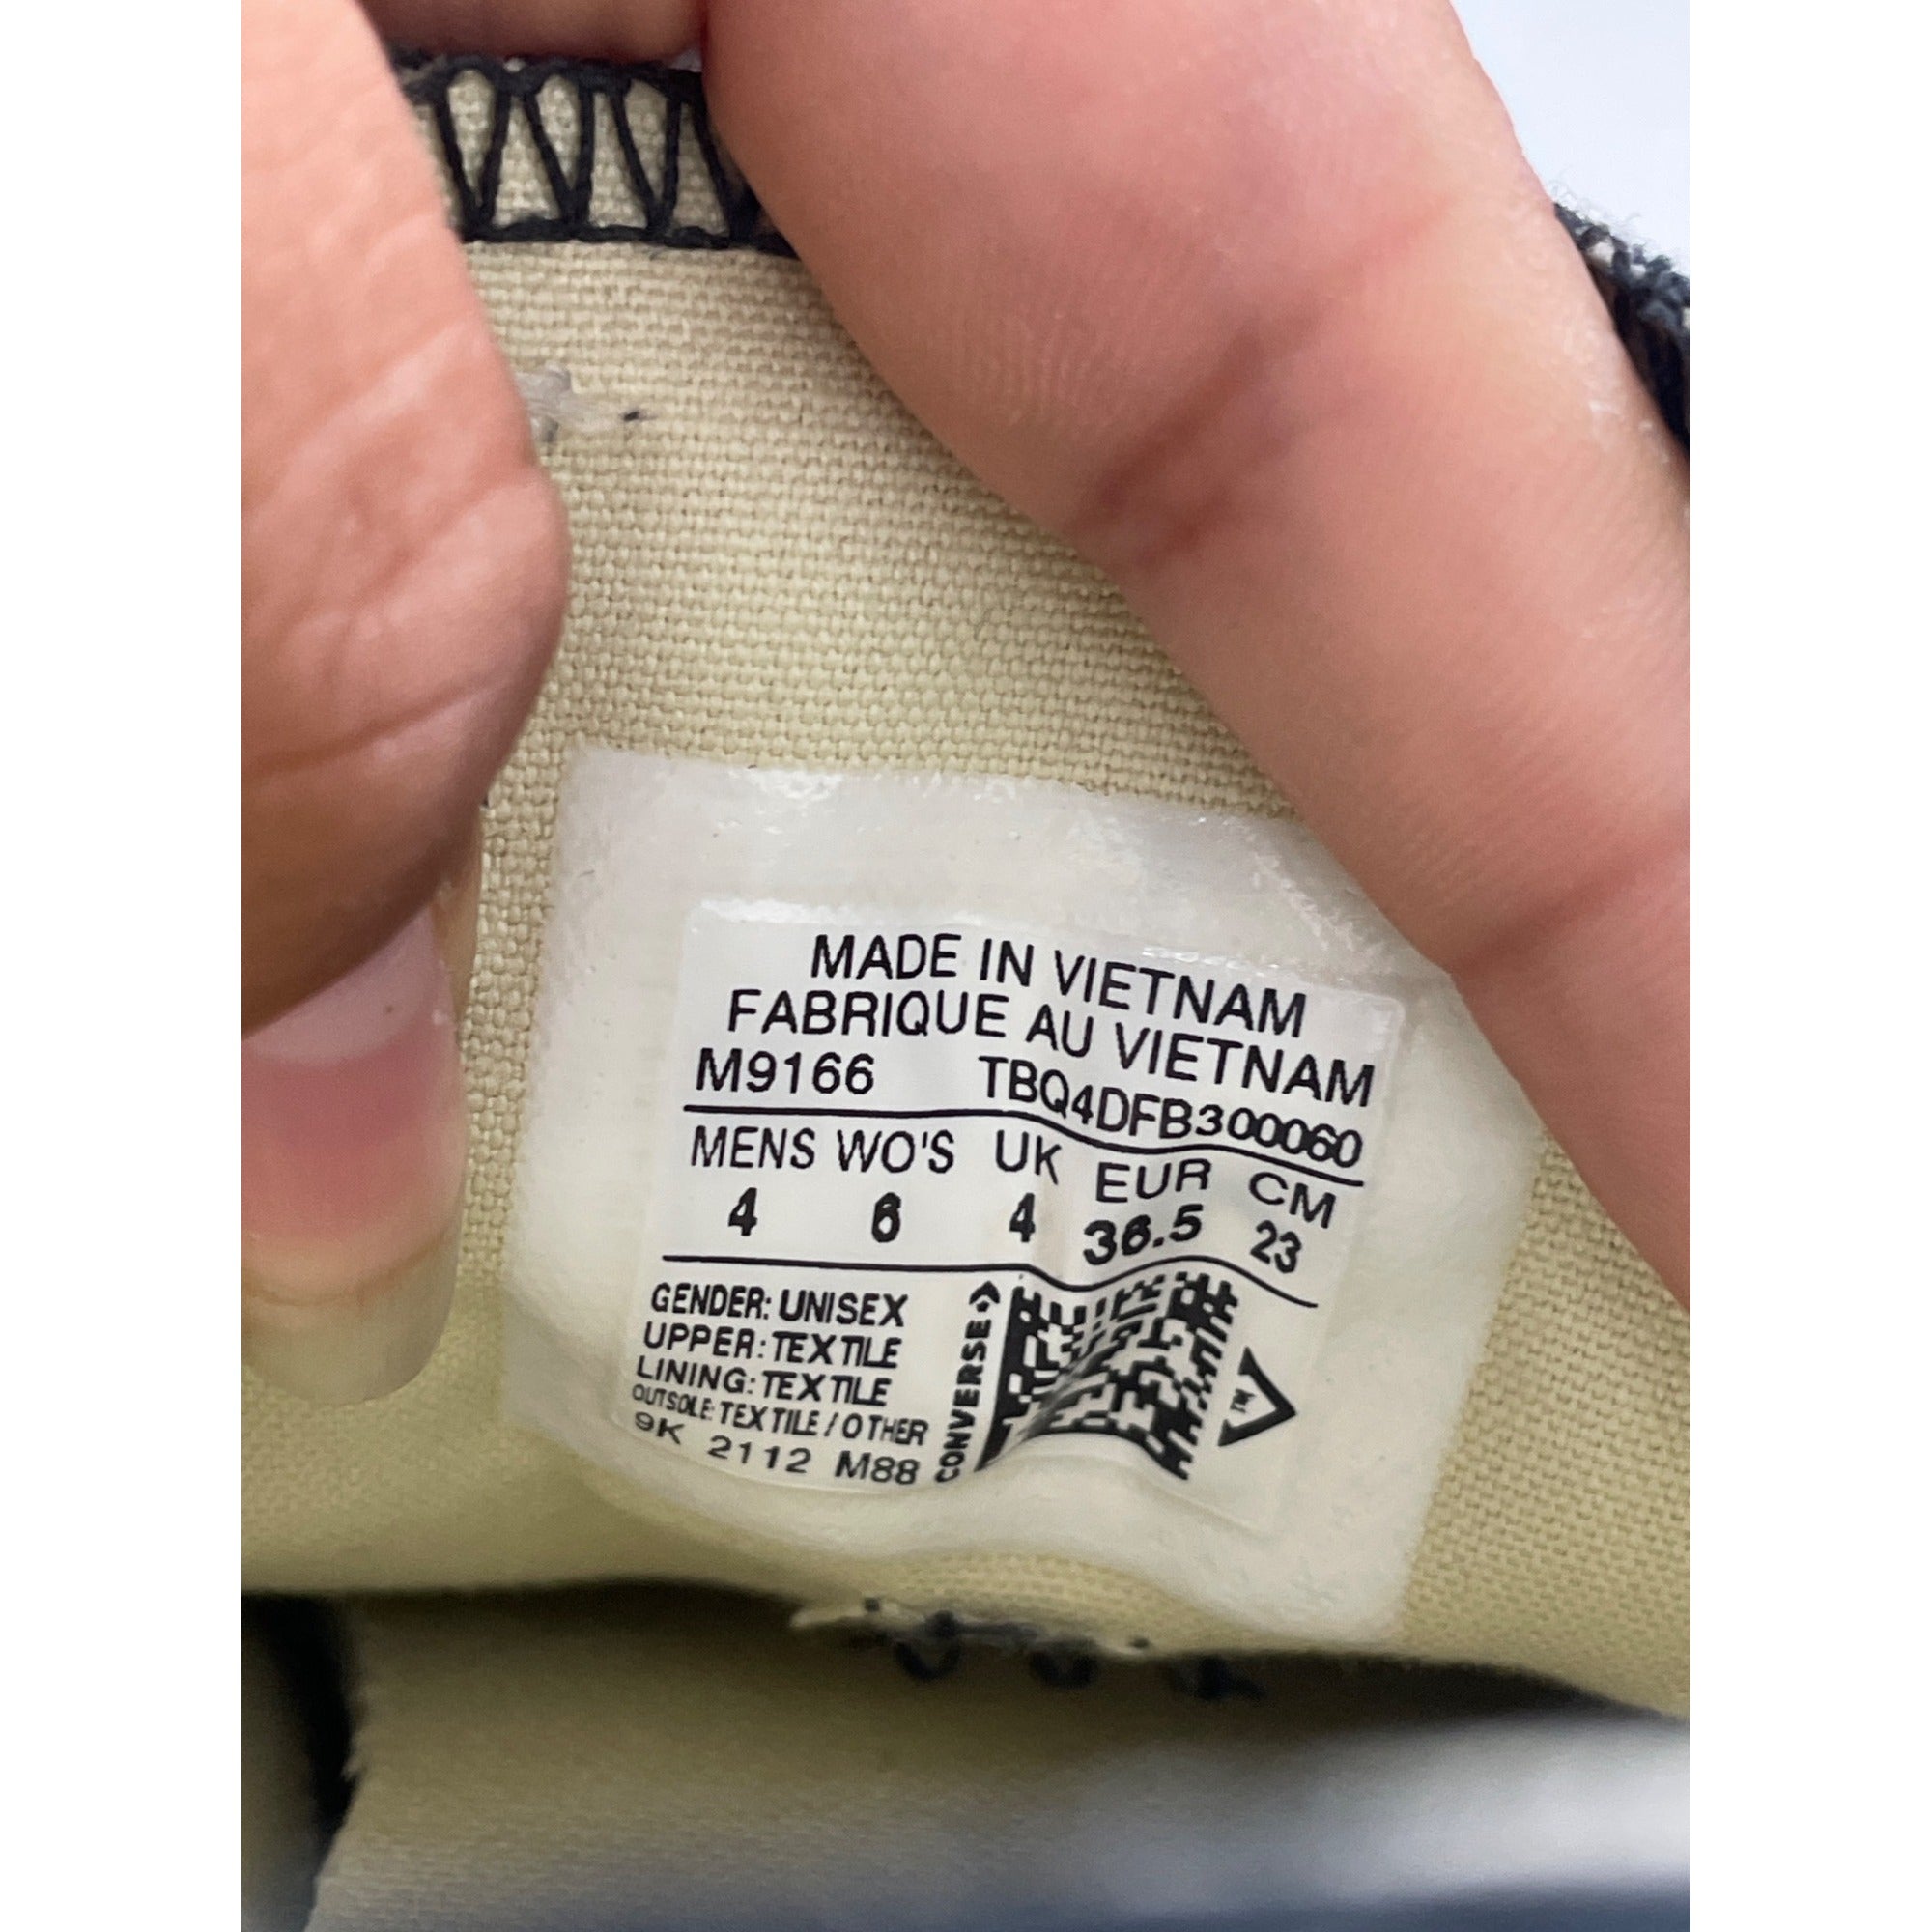 MADE IN VIETNAM
FABRIQUE AU VIETNAM
M9166 TBQ4DFB300060
MENS WO'S UK EUR CM
4 6 4 36.5 23
GENDER: UNISEX
UPPER: TEXTILE
LINING: TEXTILE
OUTSOLE: TEXTILE / OTHER
9K 2112 M88
CONVERSE
TM